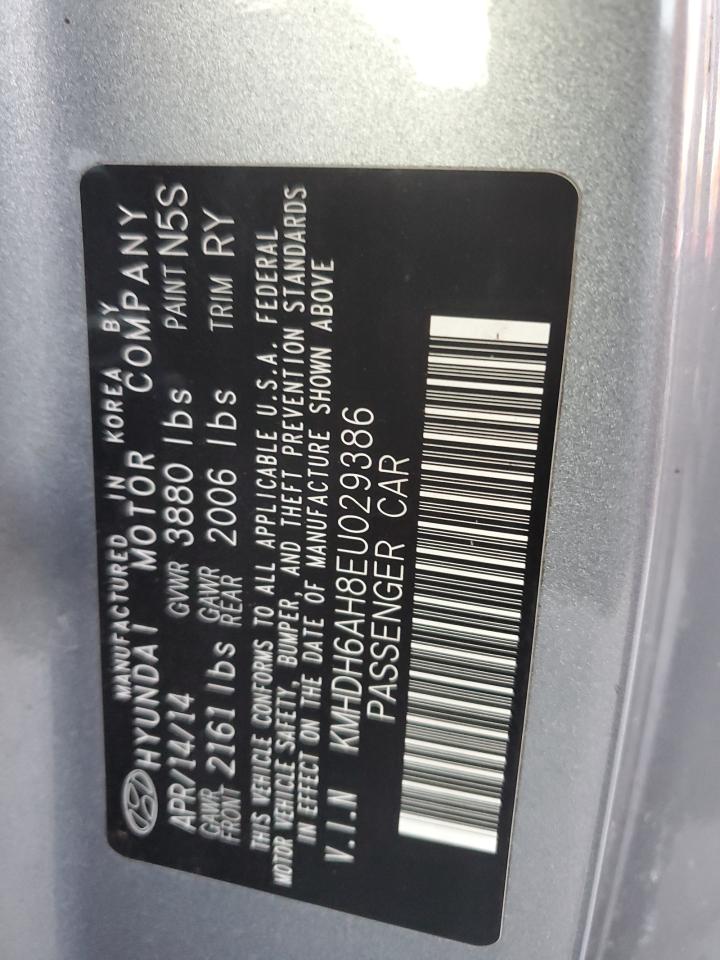 MANUFACTURED IN KOREA BY
HYUNDAI MOTOR COMPANY
APR/14/14 GVWR 3880 lbs PAINT N5S
GAWR FRONT 2161 lbs GAWR REAR 2006 lbs TRIM RY
THIS VEHICLE CONFORMS TO ALL APPLICABLE U.S.A. FEDERAL
MOTOR VEHICLE SAFETY, BUMPER, AND THEFT PREVENTION STANDARDS
IN EFFECT ON THE DATE OF MANUFACTURE SHOWN ABOVE
V.I.N KMHDH6AH8EU029386
PASSENGER CAR